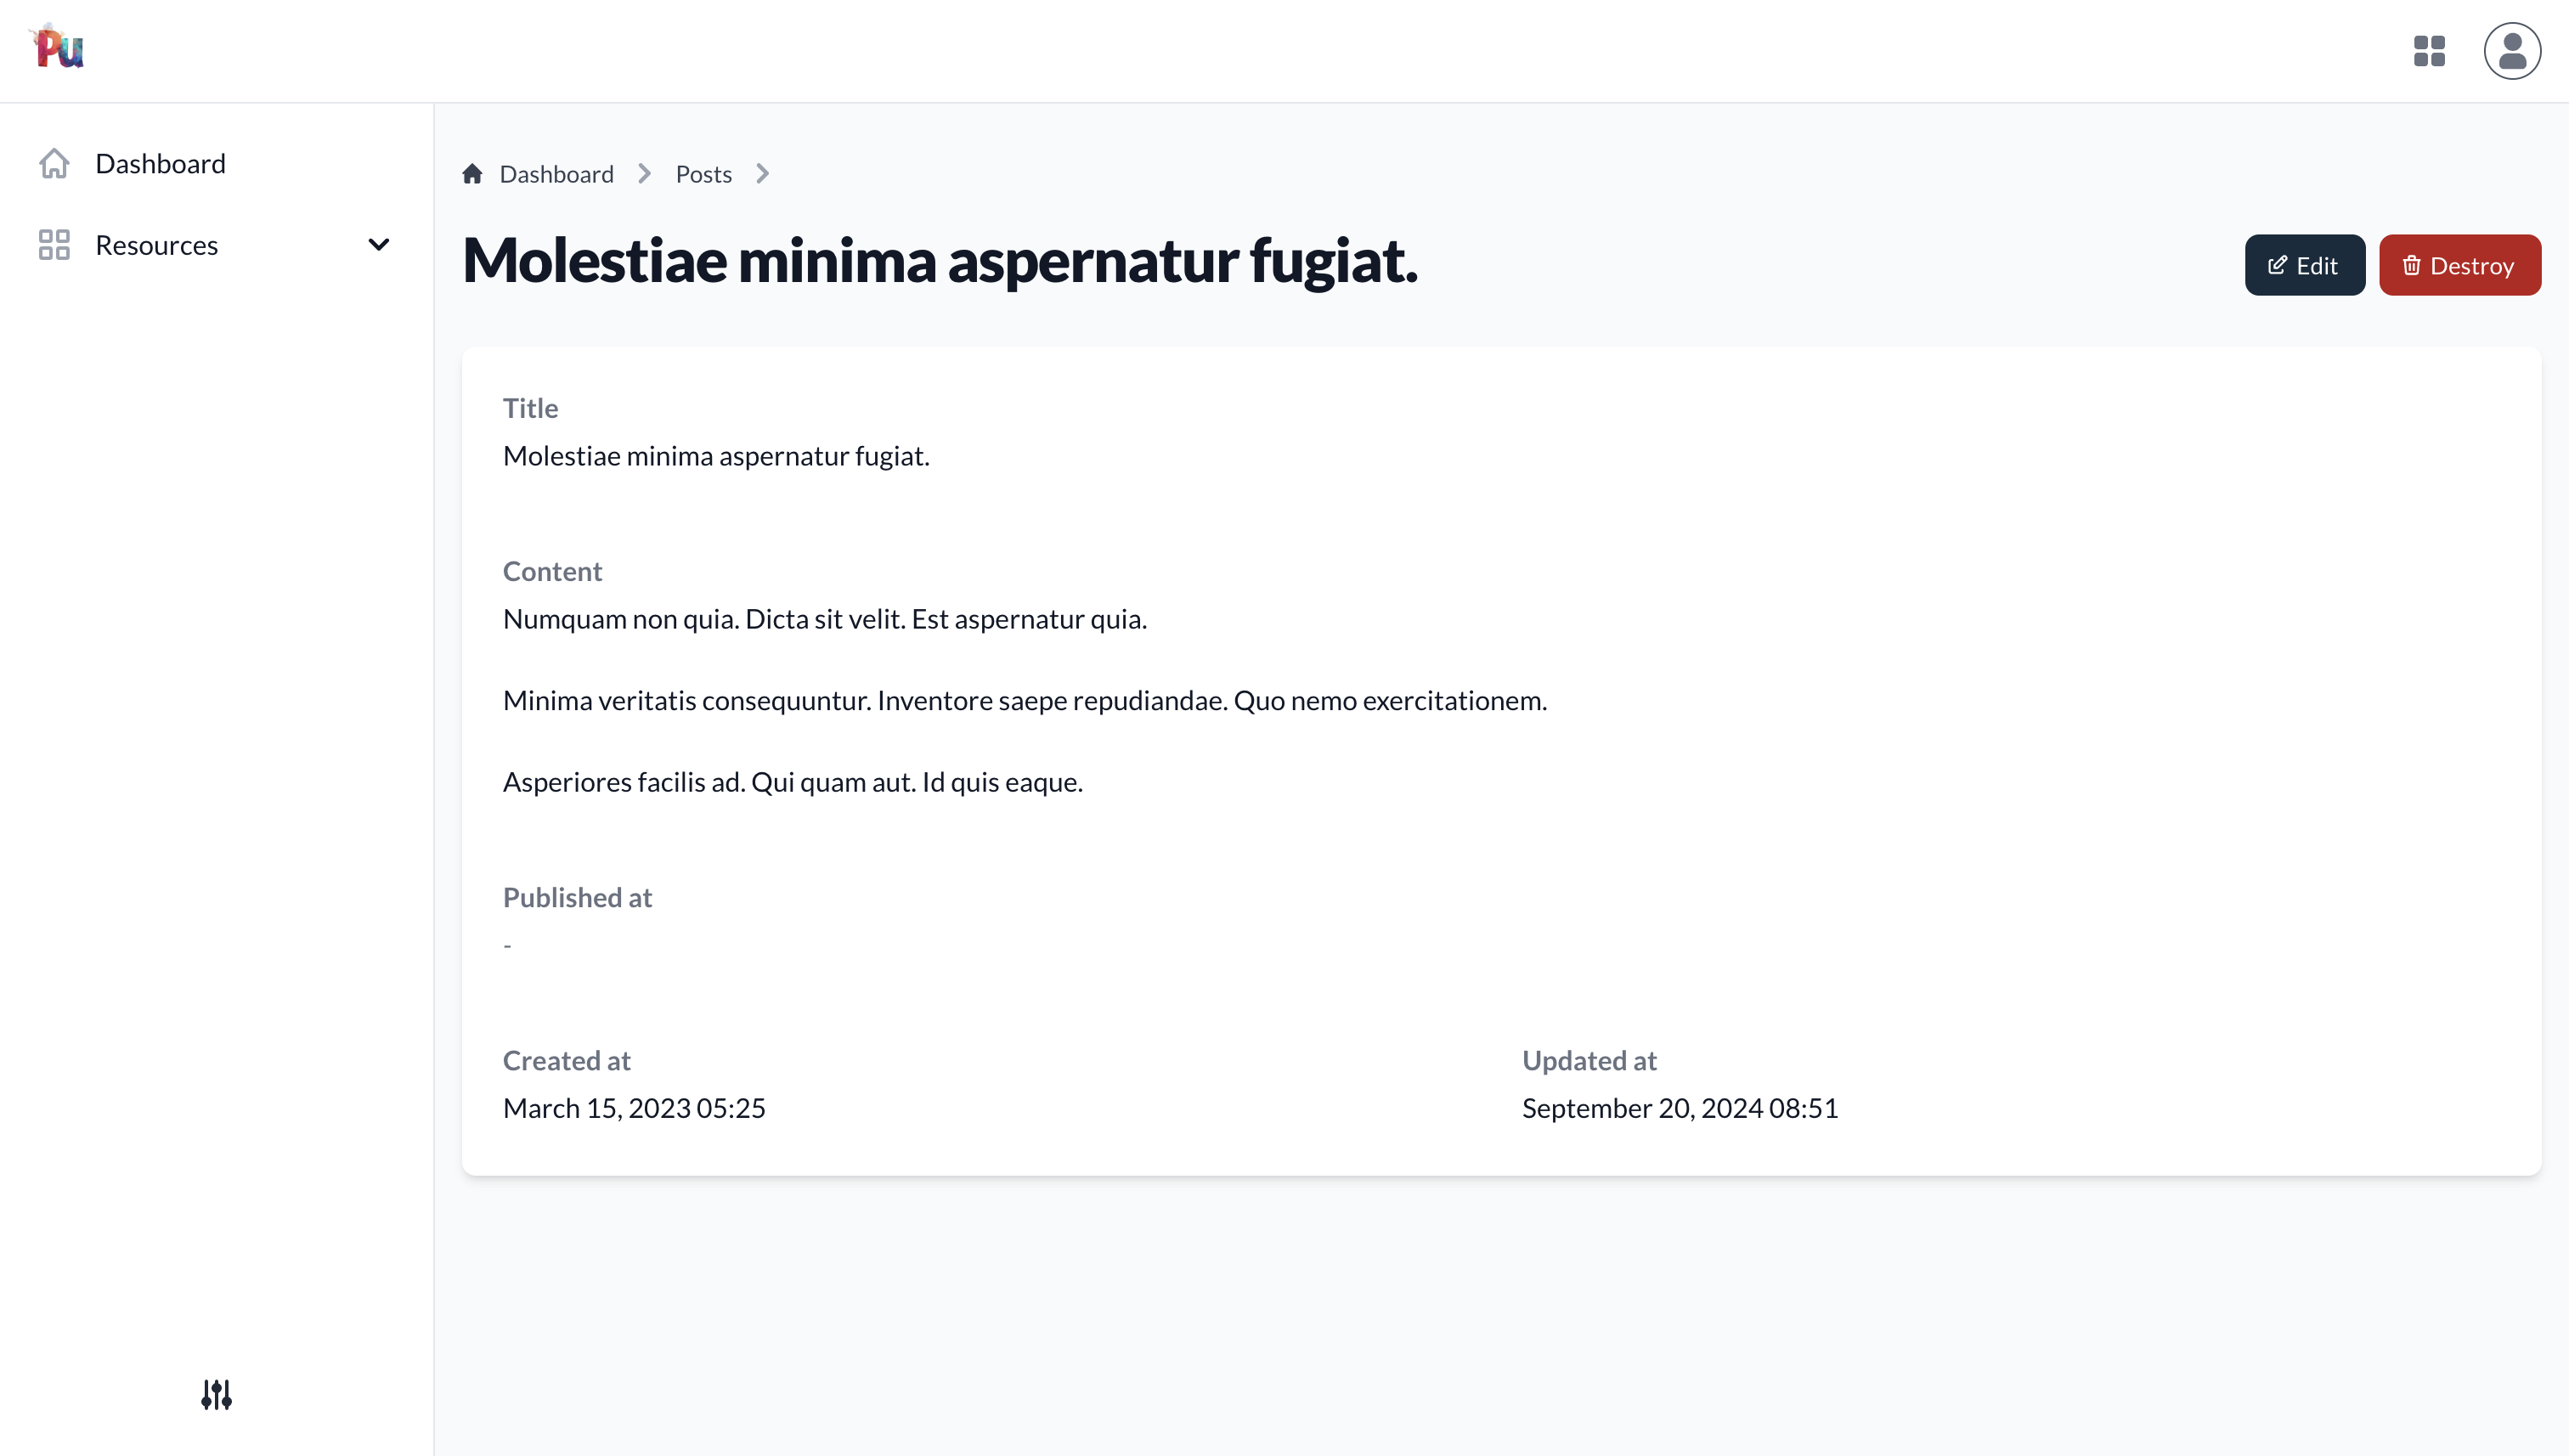 Pu
Dashboard
Resources
Dashboard
Posts
Molestiae minima aspernatur fugiat.
Edit
Destroy
Title
Molestiae minima aspernatur fugiat.
Content
Numquam non quia. Dicta sit velit. Est aspernatur quia.
Minima veritatis consequuntur. Inventore saepe repudiandae. Quo nemo exercitationem.
Asperiores facilis ad. Qui quam aut. Id quis eaque.
Published at
-
Created at
March 15, 2023 05:25
Updated at
September 20, 2024 08:51